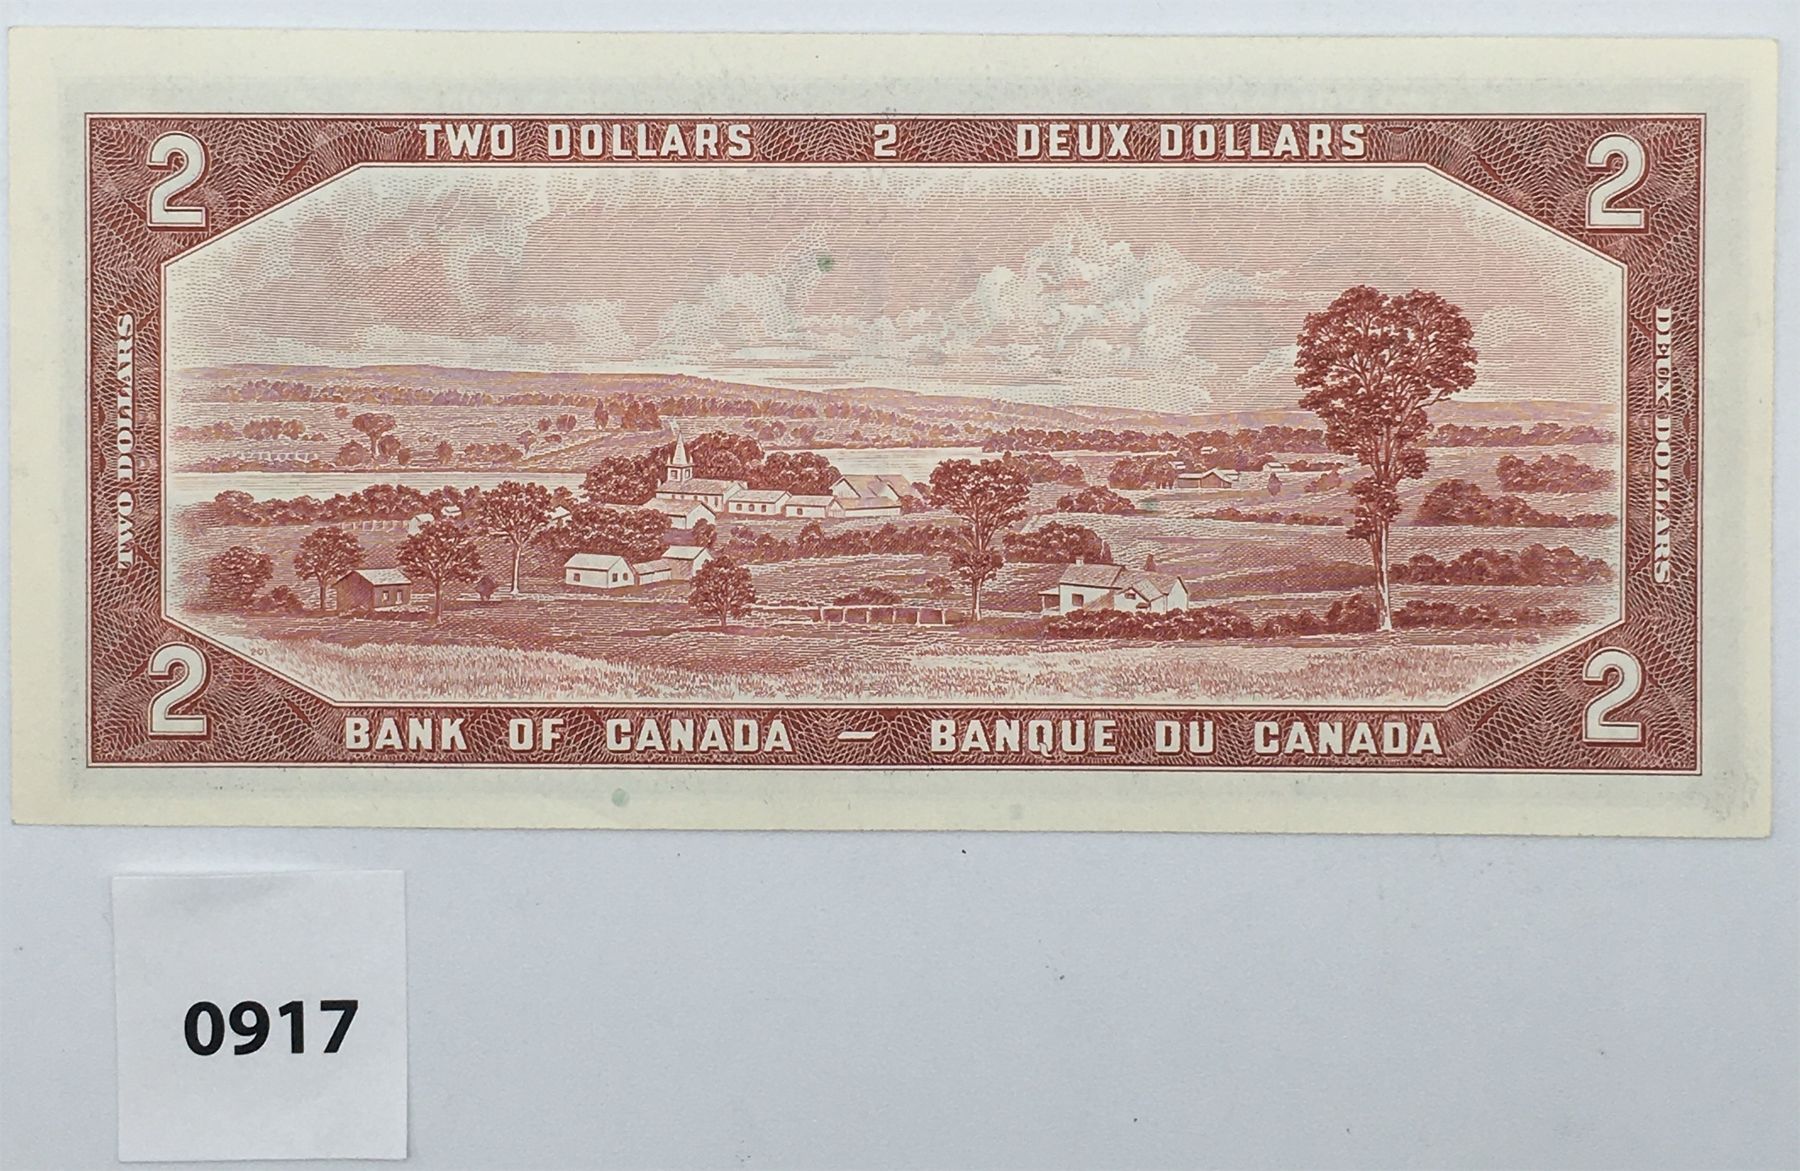 2 TWO DOLLARS 2 DEUX DOLLARS 2
TWO DOLLARS
DEUX DOLLARS
201
2 BANK OF CANADA – BANQUE DU CANADA 2
0917